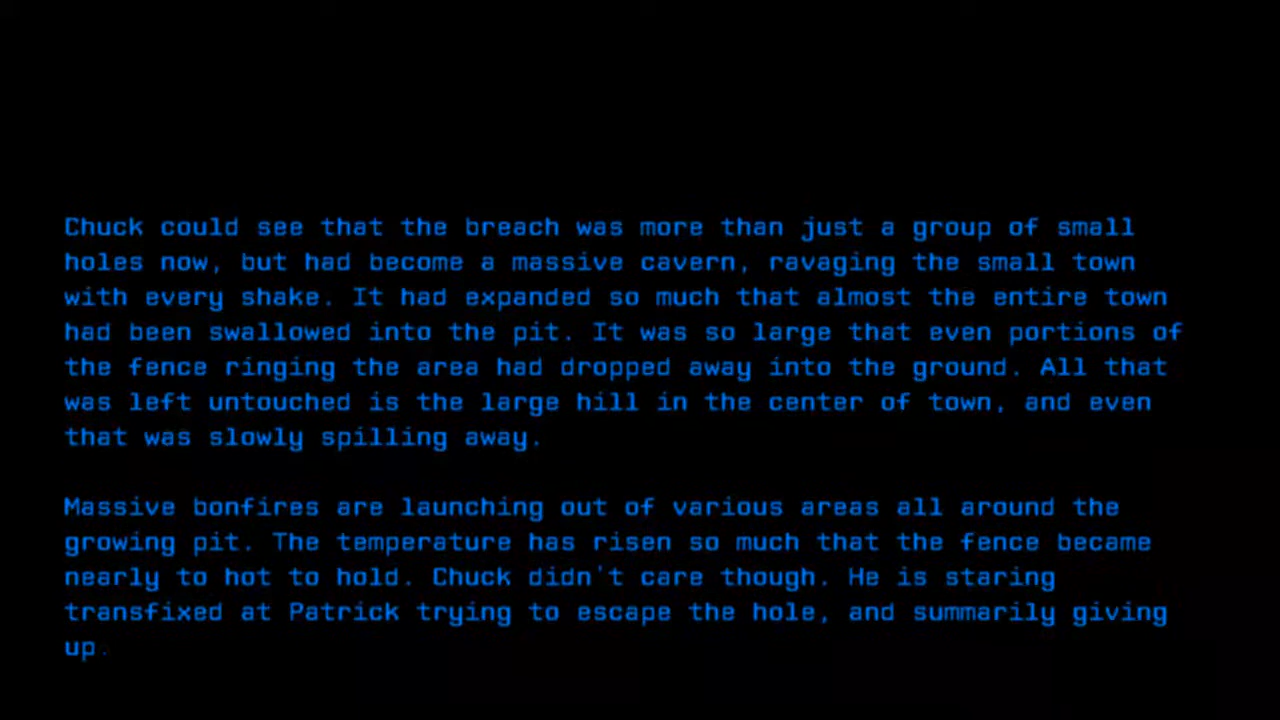 Chuck could see that the breach was more than just a group of small
holes now, but had become a massive cavern, ravaging the small town
with every shake. It had expanded so much that almost the entire town
had been swallowed into the pit. It was so large that even portions of
the fence ringing the area had dropped away into the ground. All that
was left untouched is the large hill in the center of town, and even
that was slowly spilling away.
Massive bonfires are launching out of various areas all around the
growing pit. The temperature has risen so much that the fence became
nearly to hot to hold. Chuck didn't care though. He is staring
transfixed at Patrick trying to escape the hole, and summarily giving
up.